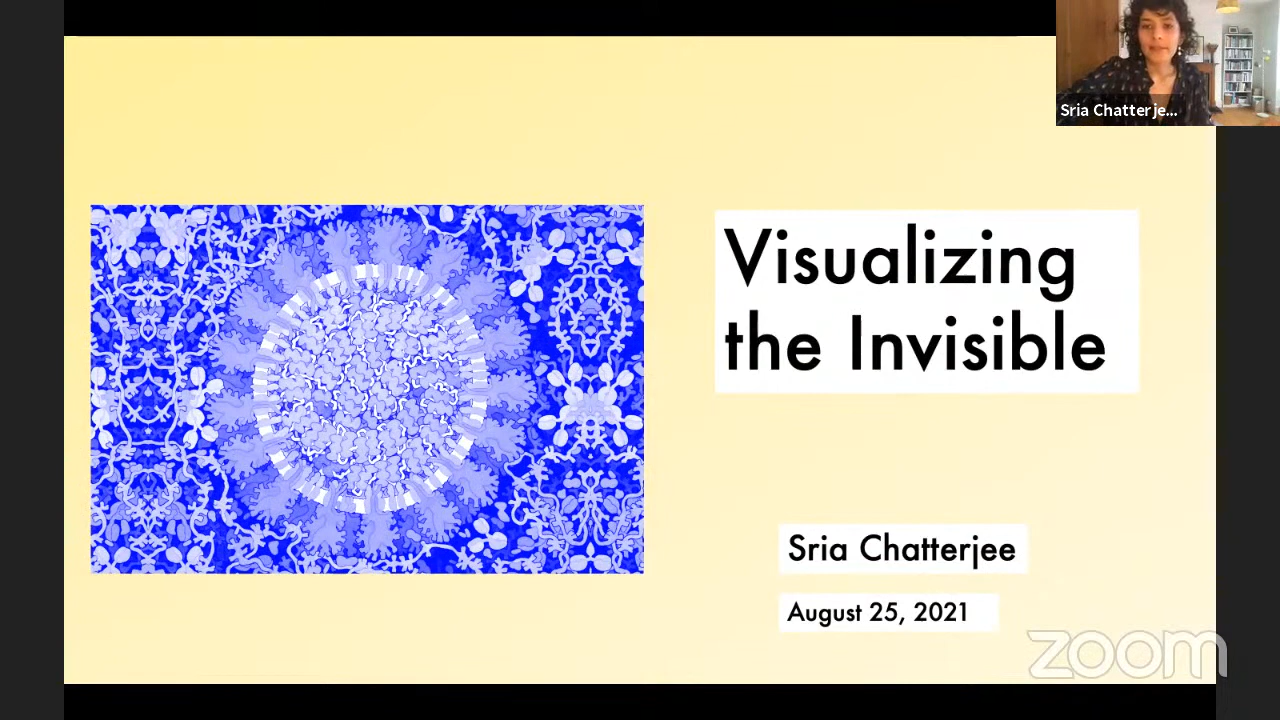 Sria Chatterje...
Visualizing
the Invisible
Sria Chatterjee
August 25, 2021
zoom